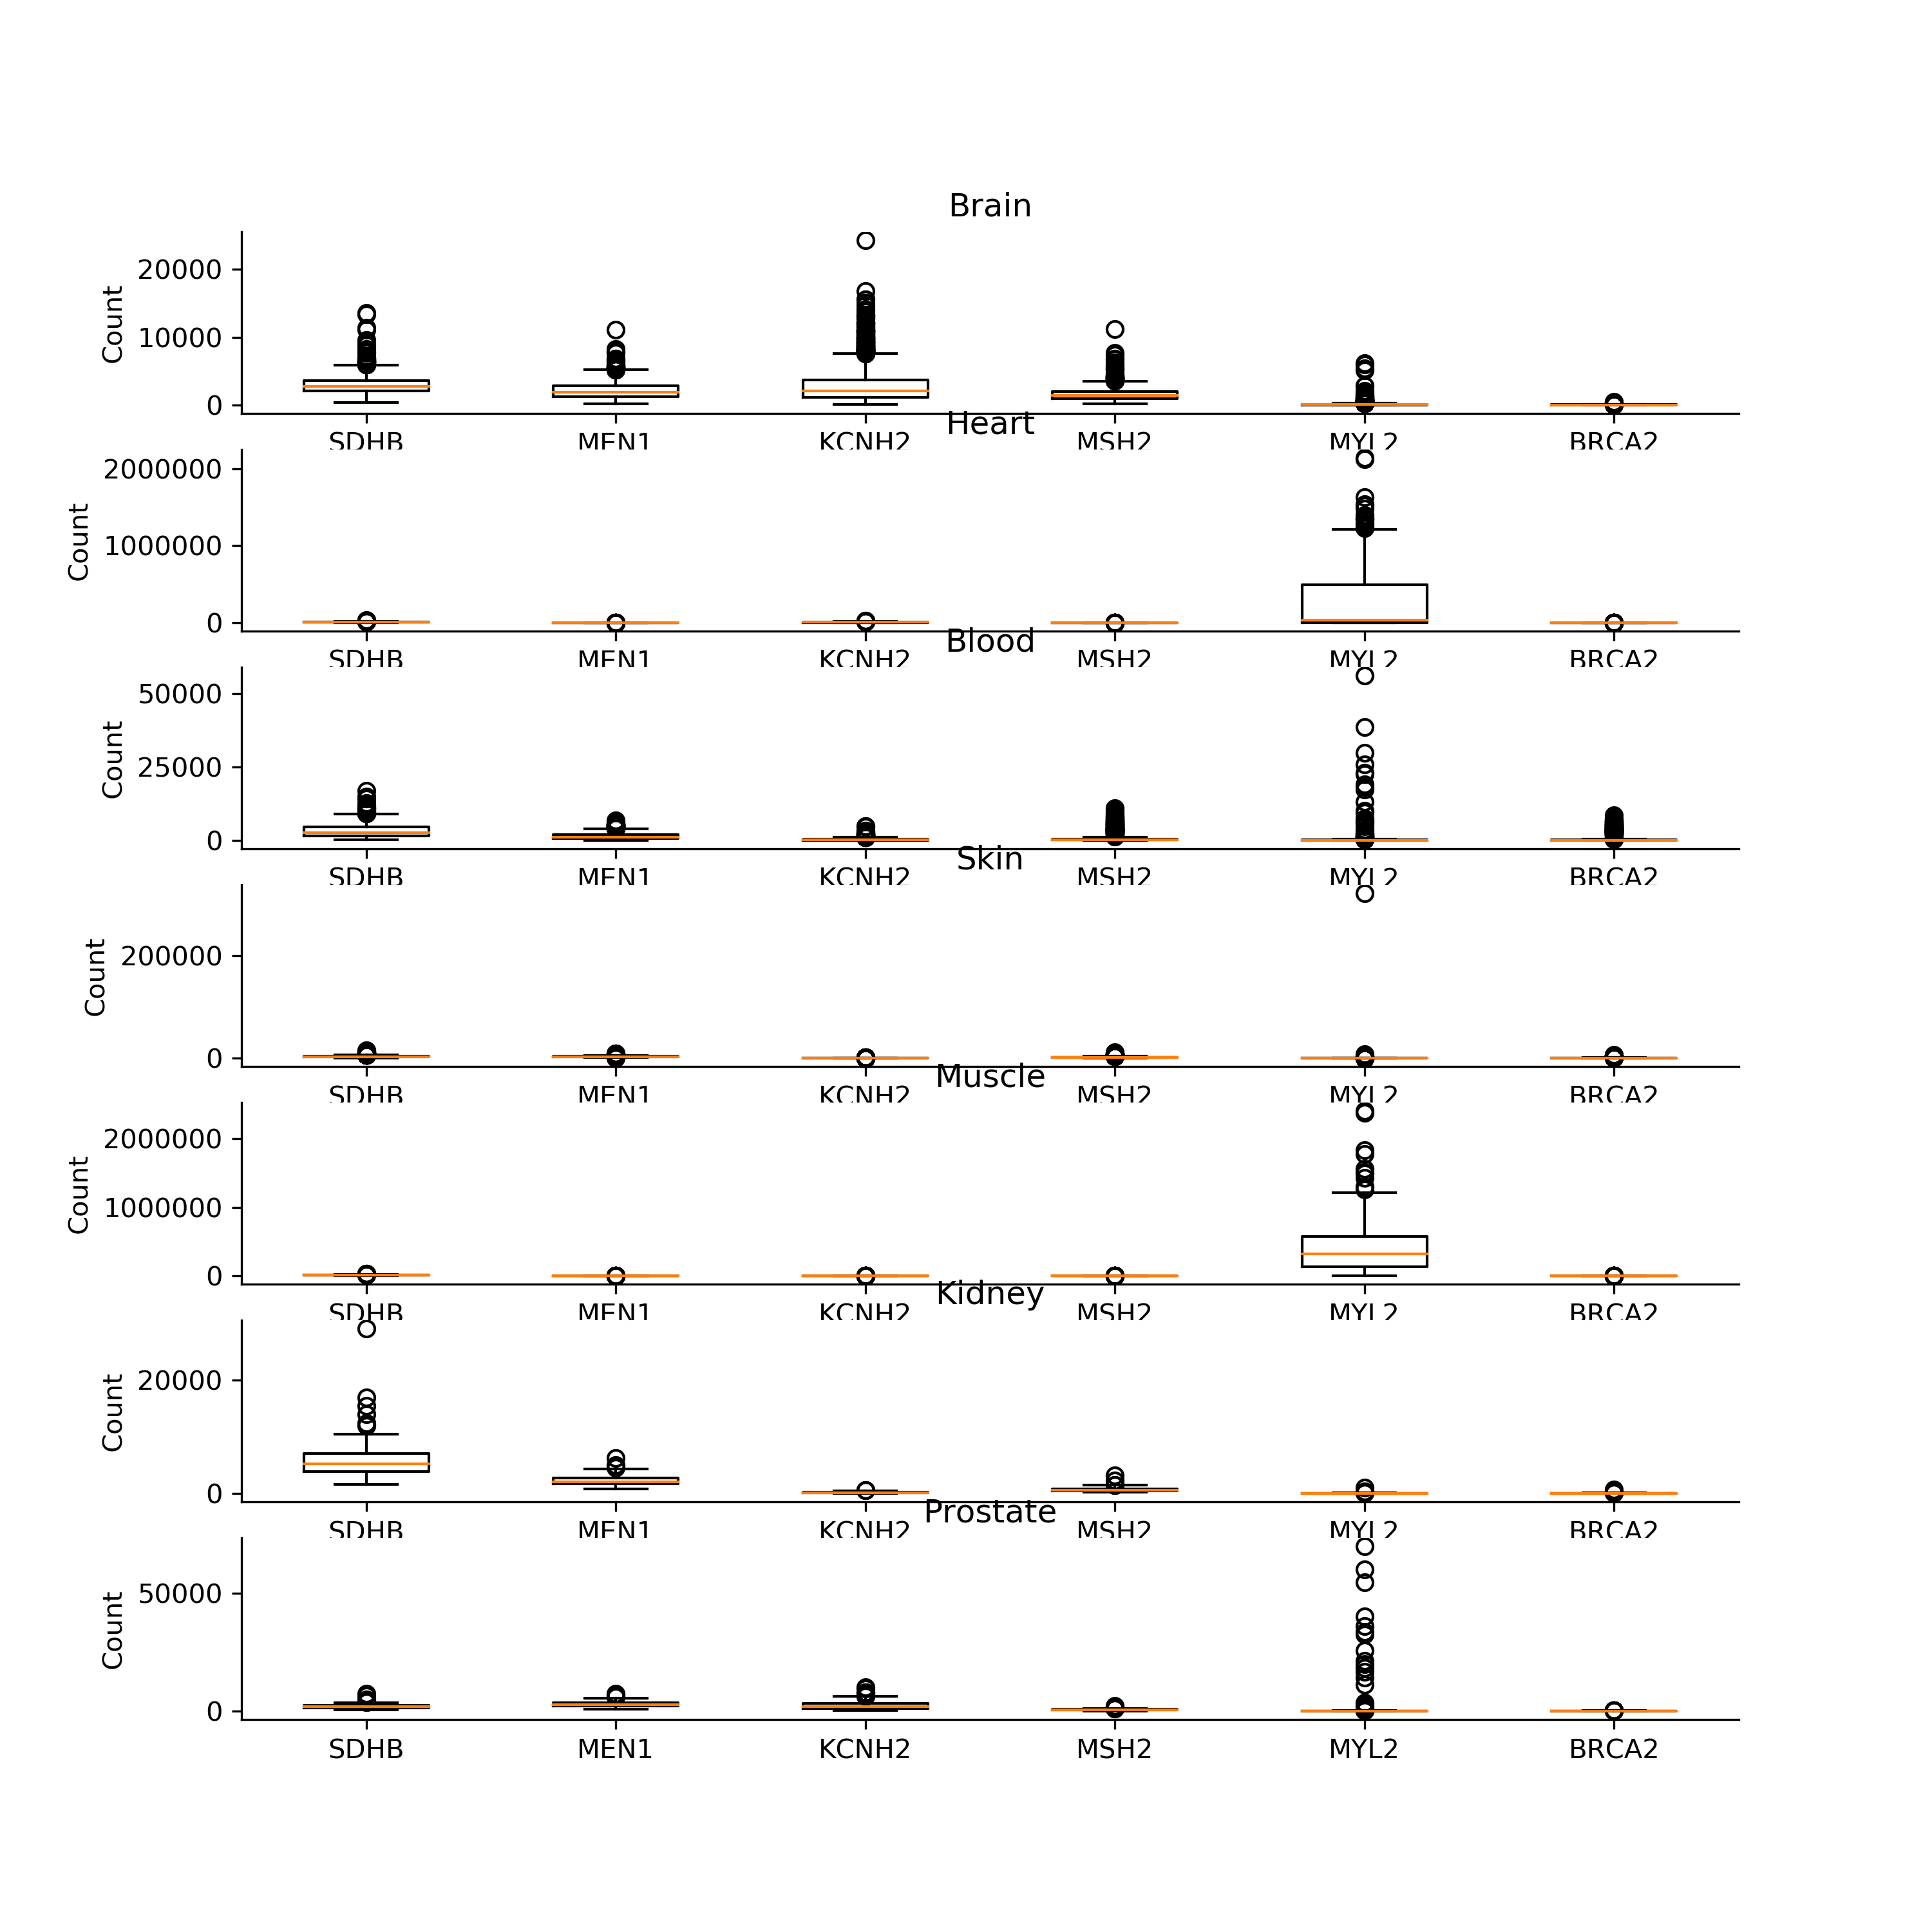 Brain
Count
20000
10000
0
SDHB MEN1 KCNH2 MSH2 MYL2 BRCA2
Heart
Count
2000000
1000000
0
SDHB MEN1 KCNH2 MSH2 MYL2 BRCA2
Blood
Count
50000
25000
0
SDHB MEN1 KCNH2 MSH2 MYL2 BRCA2
Skin
Count
200000
0
SDHB MEN1 KCNH2 MSH2 MYL2 BRCA2
Muscle
Count
2000000
1000000
0
SDHB MEN1 KCNH2 MSH2 MYL2 BRCA2
Kidney
Count
20000
0
SDHB MEN1 KCNH2 MSH2 MYL2 BRCA2
Prostate
Count
50000
0
SDHB MEN1 KCNH2 MSH2 MYL2 BRCA2